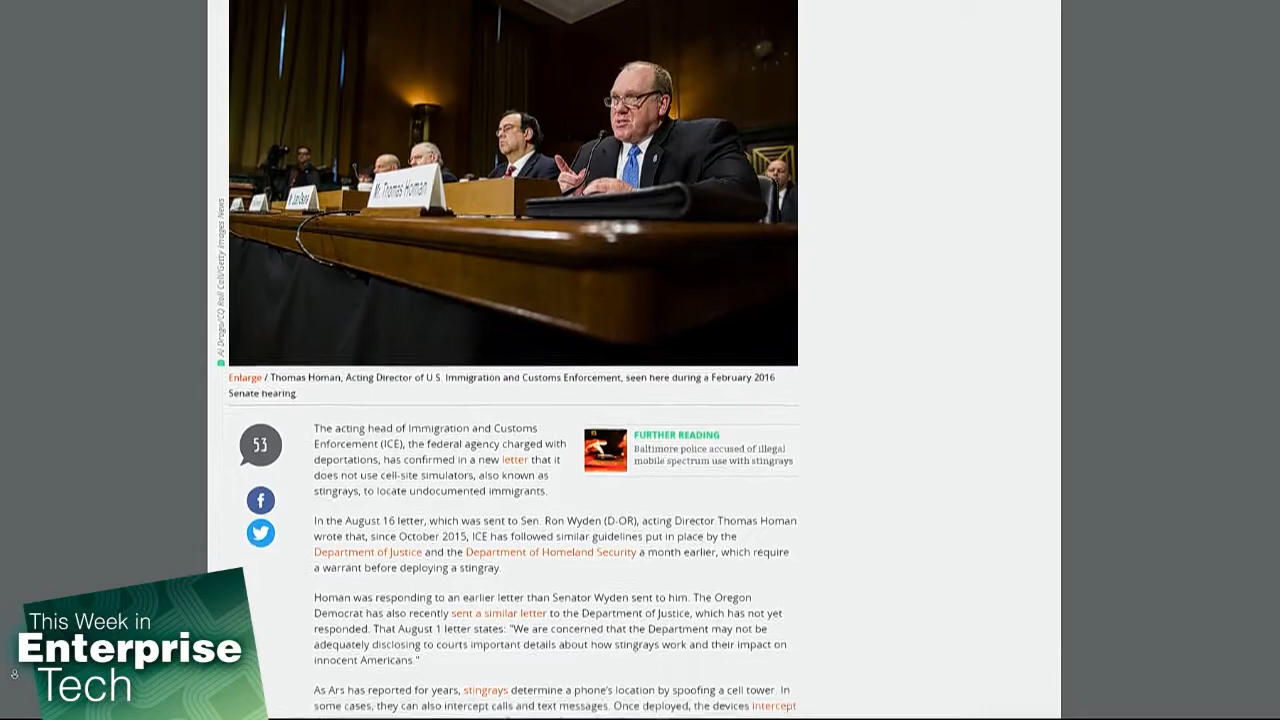 Mr. Thomas Homan
Al Drago/CQ Roll Call/Getty Images News
Enlarge / Thomas Homan, Acting Director of U.S. Immigration and Customs Enforcement, seen here during a February 2016
Senate hearing.
53
The acting head of Immigration and Customs
Enforcement (ICE), the federal agency charged with
deportations, has confirmed in a new letter that it
does not use cell-site simulators, also known as
stingrays, to locate undocumented immigrants.
FURTHER READING
Baltimore police accused of illegal
mobile spectrum use with stingrays
In the August 16 letter, which was sent to Sen. Ron Wyden (D-OR), acting Director Thomas Homan
wrote that, since October 2015, ICE has followed similar guidelines put in place by the
Department of Justice and the Department of Homeland Security a month earlier, which require
a warrant before deploying a stingray.
Homan was responding to an earlier letter than Senator Wyden sent to him. The Oregon
Democrat has also recently sent a similar letter to the Department of Justice, which has not yet
responded. That August 1 letter states: "We are concerned that the Department may not be
adequately disclosing to courts important details about how stingrays work and their impact on
innocent Americans."
As Ars has reported for years, stingrays determine a phone's location by spoofing a cell tower. In
some cases, they can also intercept calls and text messages. Once deployed, the devices intercept
This Week in
Enterprise
Tech